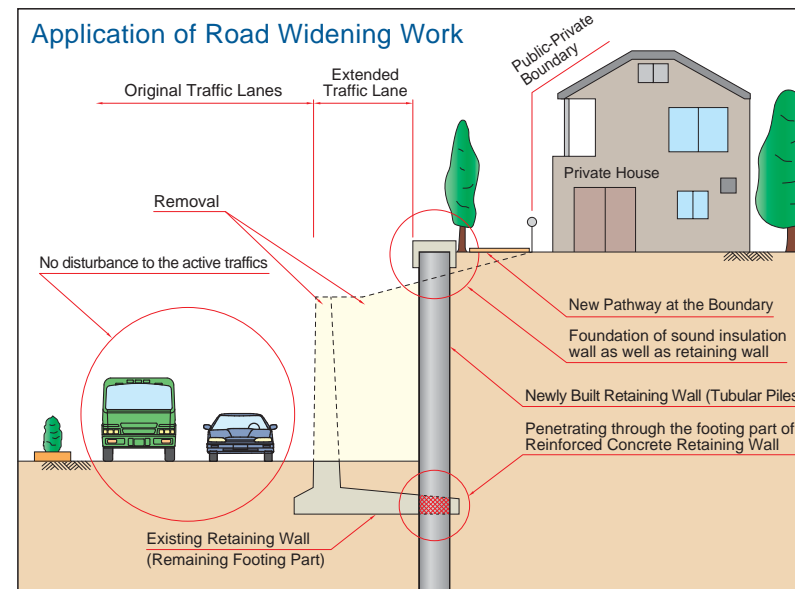 Application of Road Widening Work
Public-Private
Boundary
Extended
Traffic Lane
Original Traffic Lanes
Private House
Removal
No disturbance to the active traffics
New Pathway at the Boundary
Foundation of sound insulation
wall as well as retaining wall
Newly Built Retaining Wall (Tubular Piles
Penetrating through the footing part of
Reinforced Concrete Retaining Wall
Existing Retaining Wall
(Remaining Footing Part)